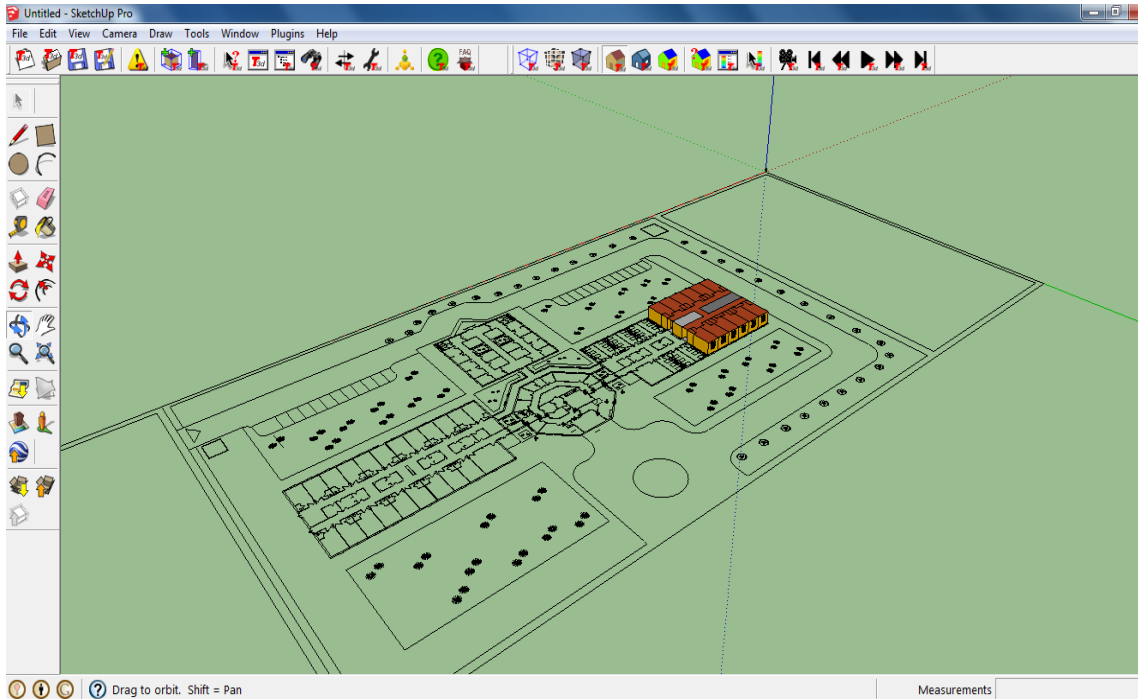 Untitled - SketchUp Pro
File Edit View Camera Draw Tools Window Plugins Help
FAQ
Drag to orbit. Shift = Pan
Measurements